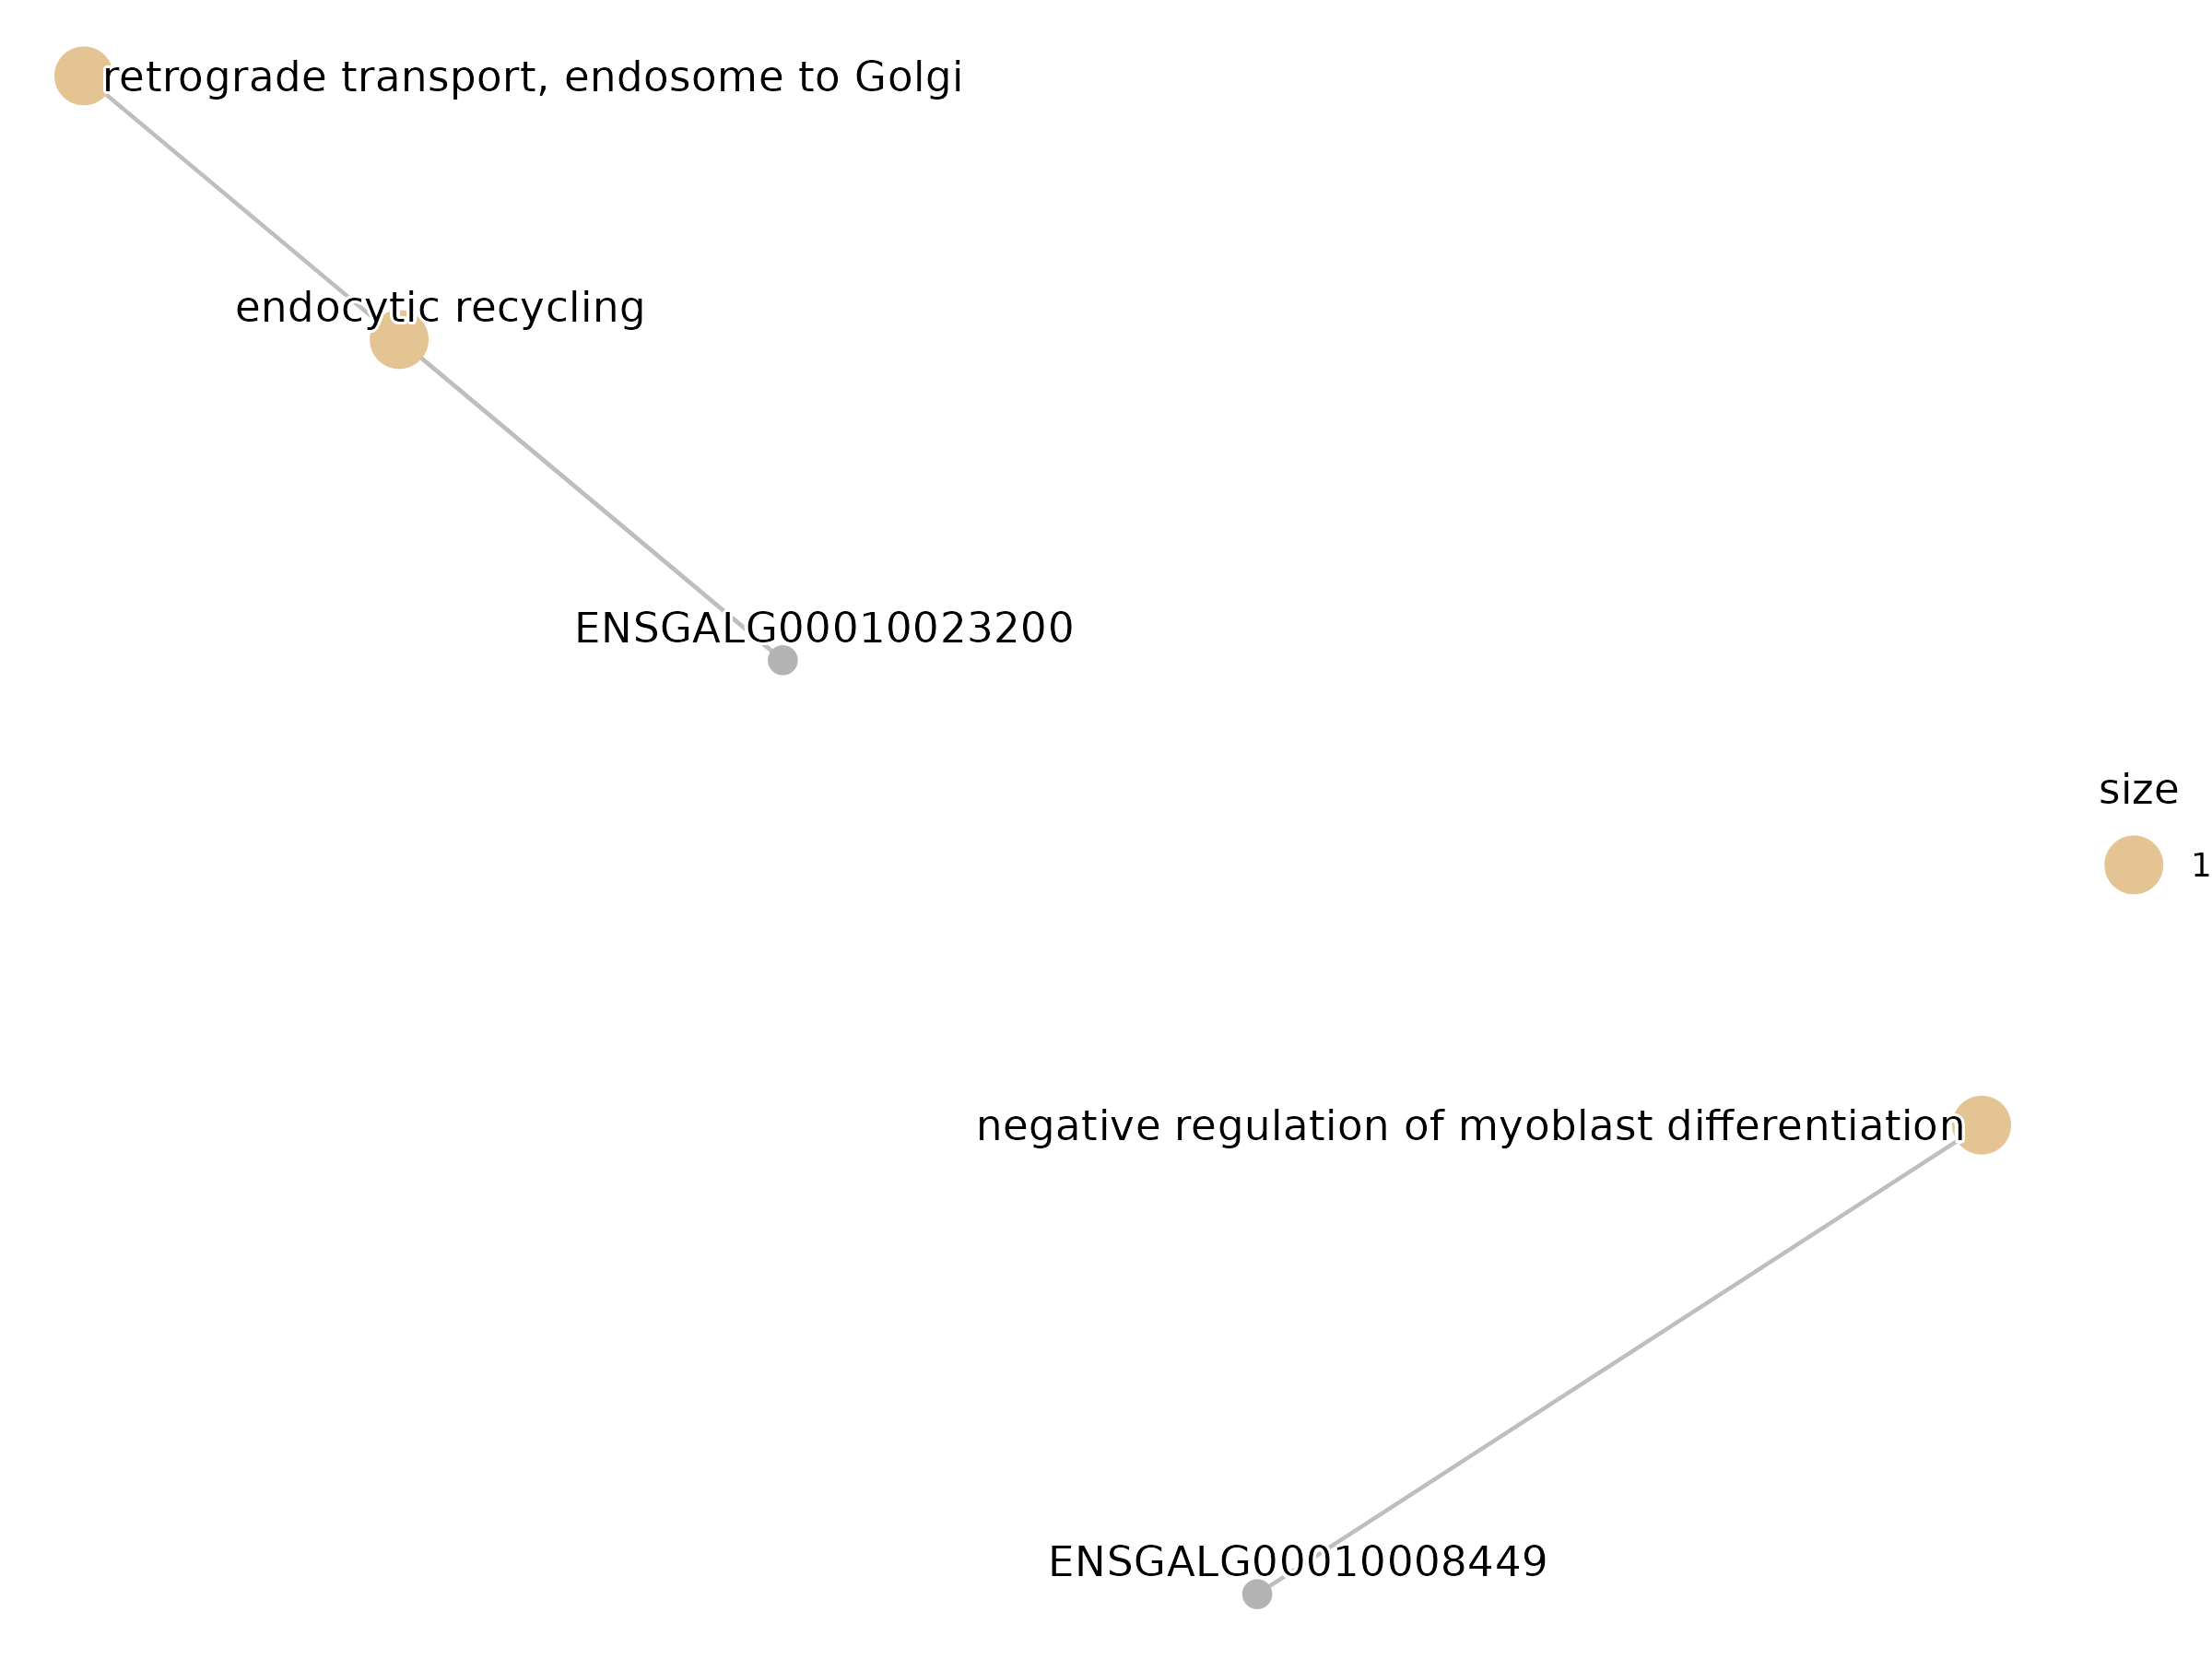 retrograde transport, endosome to Golgi
endocytic recycling
ENSGALG00010023200
size
1
negative regulation of myoblast differentiation
ENSGALG00010008449